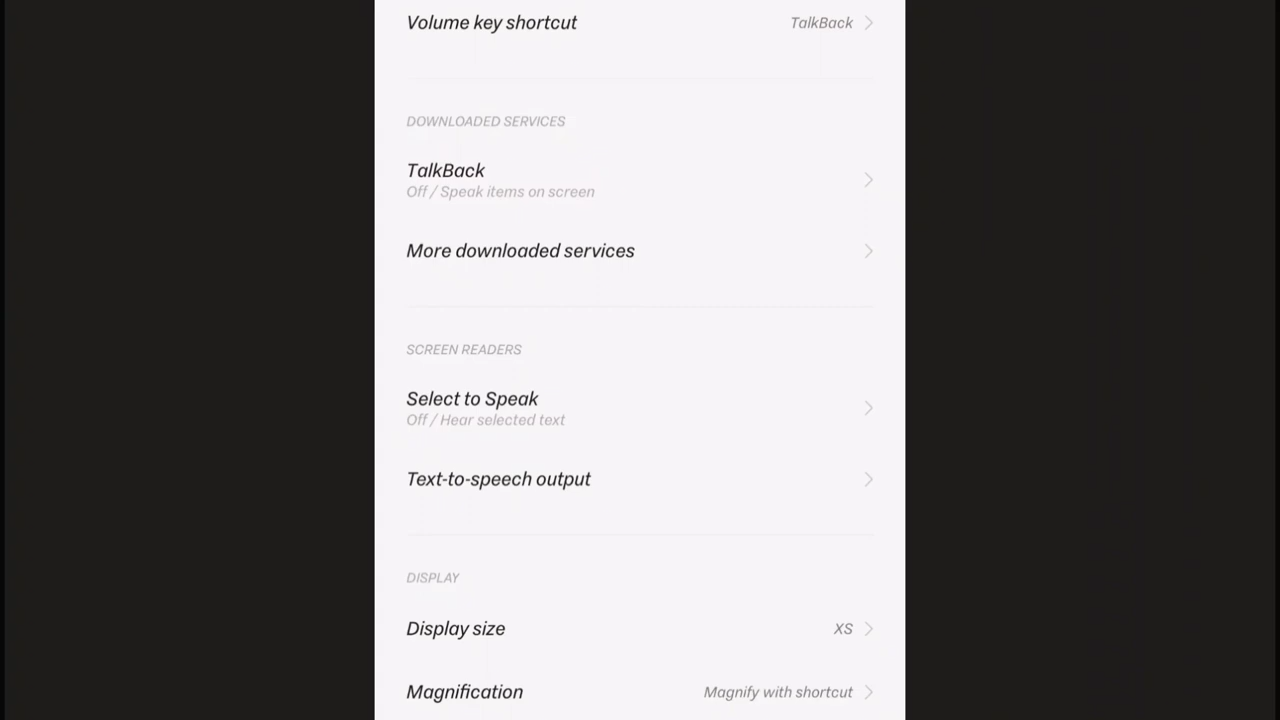 Volume key shortcut TalkBack
DOWNLOADED SERVICES
TalkBack
Off / Speak items on screen
More downloaded services
SCREEN READERS
Select to Speak
Off / Hear selected text
Text-to-speech output
DISPLAY
Display size XS
Magnification Magnify with shortcut